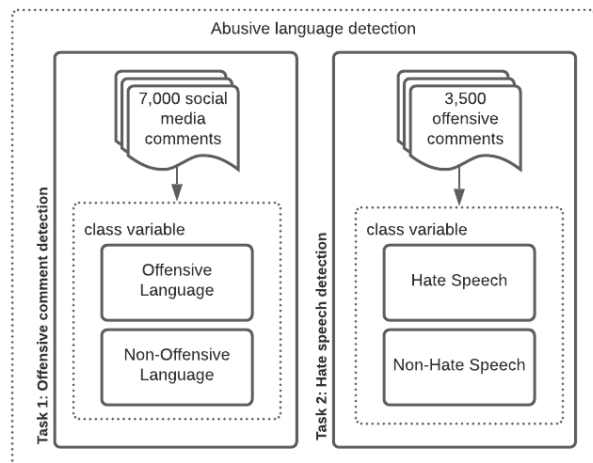 Abusive language detection
Task 1: Offensive comment detection
7,000 social
media
comments
class variable
Offensive
Language
Non-Offensive
Language
Task 2: Hate speech detection
3,500
offensive
comments
class variable
Hate Speech
Non-Hate Speech